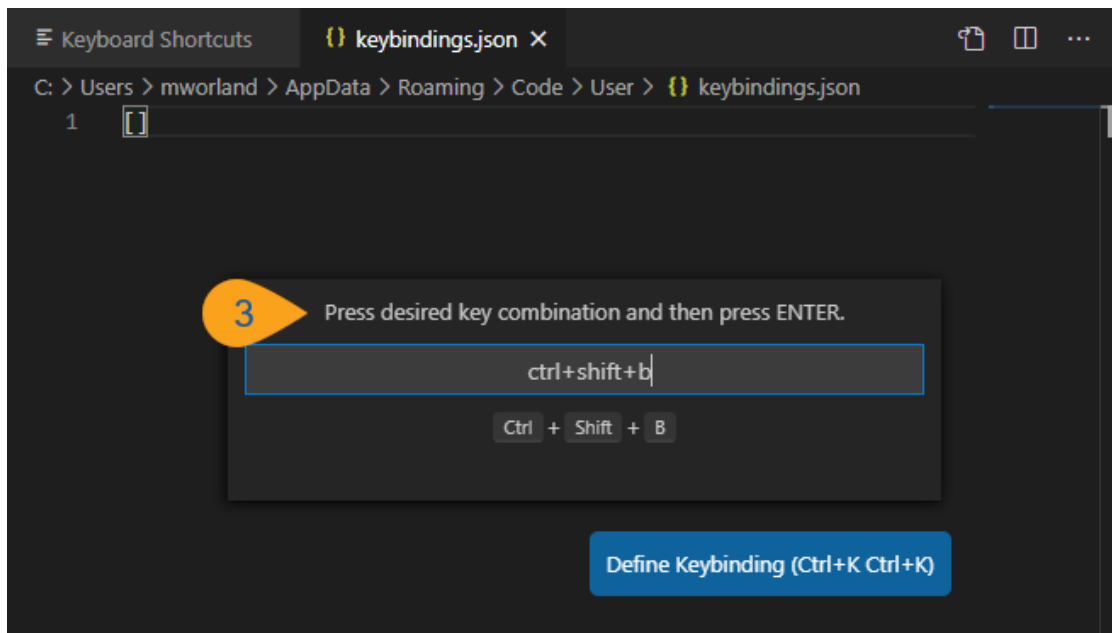 Keyboard Shortcuts {} keybindings.json ✕ ...
C: > Users > mworland > AppData > Roaming > Code > User > {} keybindings.json
1 []
3 Press desired key combination and then press ENTER.
ctrl+shift+b
Ctrl + Shift + B
Define Keybinding (Ctrl+K Ctrl+K)